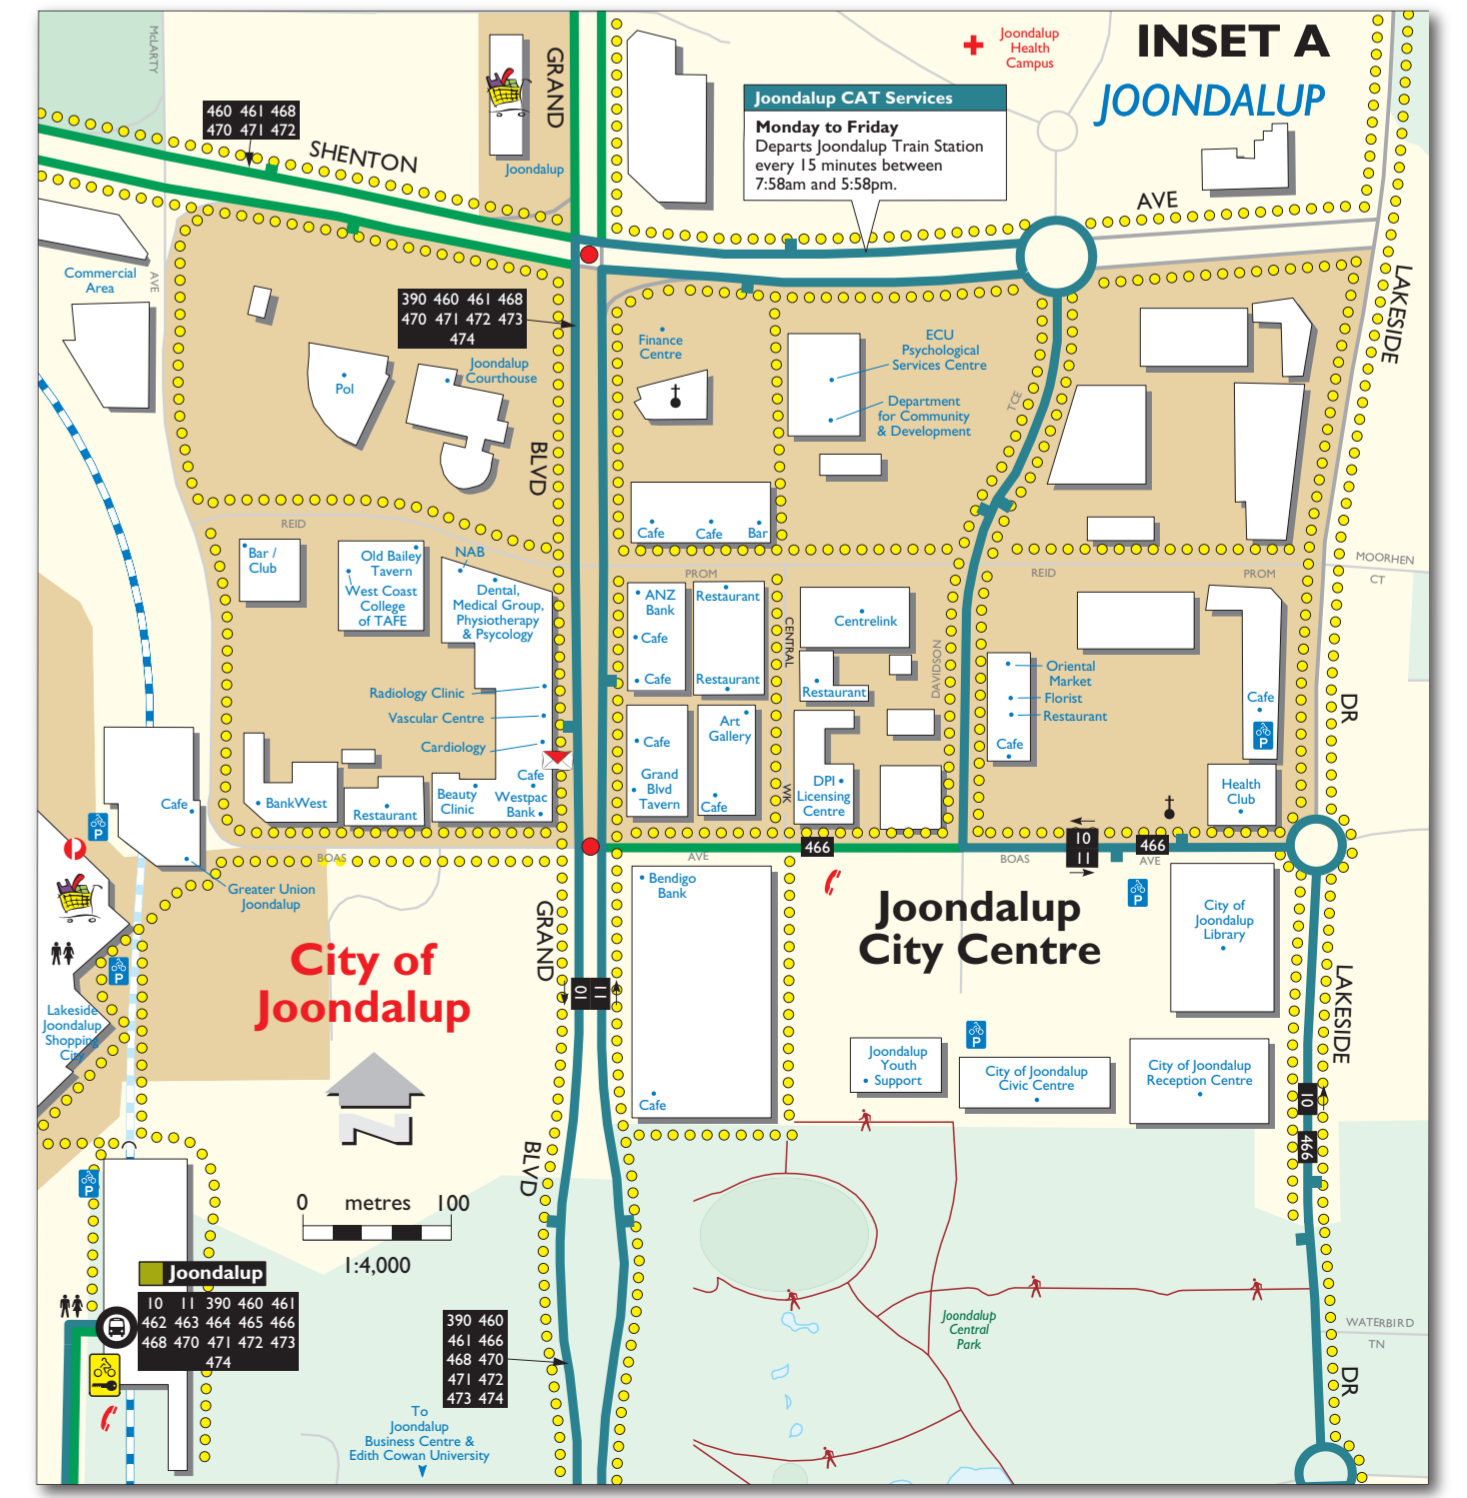 INSET A
JOONDALUP
McLARTY
AVE
GRAND
Joondalup
Joondalup
Health
Campus
460 461 468
470 471 472
SHENTON
AVE
Joondalup CAT Services
Monday to Friday
Departs Joondalup Train Station
every 15 minutes between
7:58am and 5:58pm.
LAKESIDE
Commercial
Area
390 460 461 468
470 471 472 473
474
Joondalup
Courthouse
Pol
BLVD
Finance
Centre
ECU
Psychological
Services Centre
Department
for Community
& Development
TCE
Cafe
Cafe
Bar
REID
PROM
REID
PROM
MOORHEN
CT
Bar /
Club
Old Bailey
Tavern
West Coast
College
of TAFE
NAB
Dental,
Medical Group,
Physiotherapy
& Psycology
Radiology Clinic
Vascular Centre
Cardiology
Cafe
Westpac
Bank
Beauty
Clinic
Restaurant
BankWest
ANZ
Bank
Cafe
Cafe
Restaurant
Restaurant
CENTRAL
WK
Centrelink
Restaurant
DAVIDSON
Cafe
Grand
Blvd
Tavern
Art
Gallery
Cafe
DPI
Licensing
Centre
Oriental
Market
Florist
Restaurant
Cafe
Cafe
P
Health
Club
DR
Cafe
P
Greater Union
Joondalup
BOAS
AVE
466
BOAS
10
11
466
AVE
P
Lakeside
Joondalup
Shopping
City
P
City of
Joondalup
GRAND
10
11
BLVD
Bendigo
Bank
Cafe
Joondalup
City Centre
City of
Joondalup
Library
P
Joondalup
Youth
Support
City of Joondalup
Civic Centre
City of Joondalup
Reception Centre
LAKESIDE
10
466
N
0 metres 100
1:4,000
P
Joondalup
10 11 390 460 461
462 463 464 465 466
468 470 471 472 473
474
390 460
461 466
468 470
471 472
473 474
To
Joondalup
Business Centre &
Edith Cowan University
Joondalup
Central
Park
WATERBIRD
TN
DR